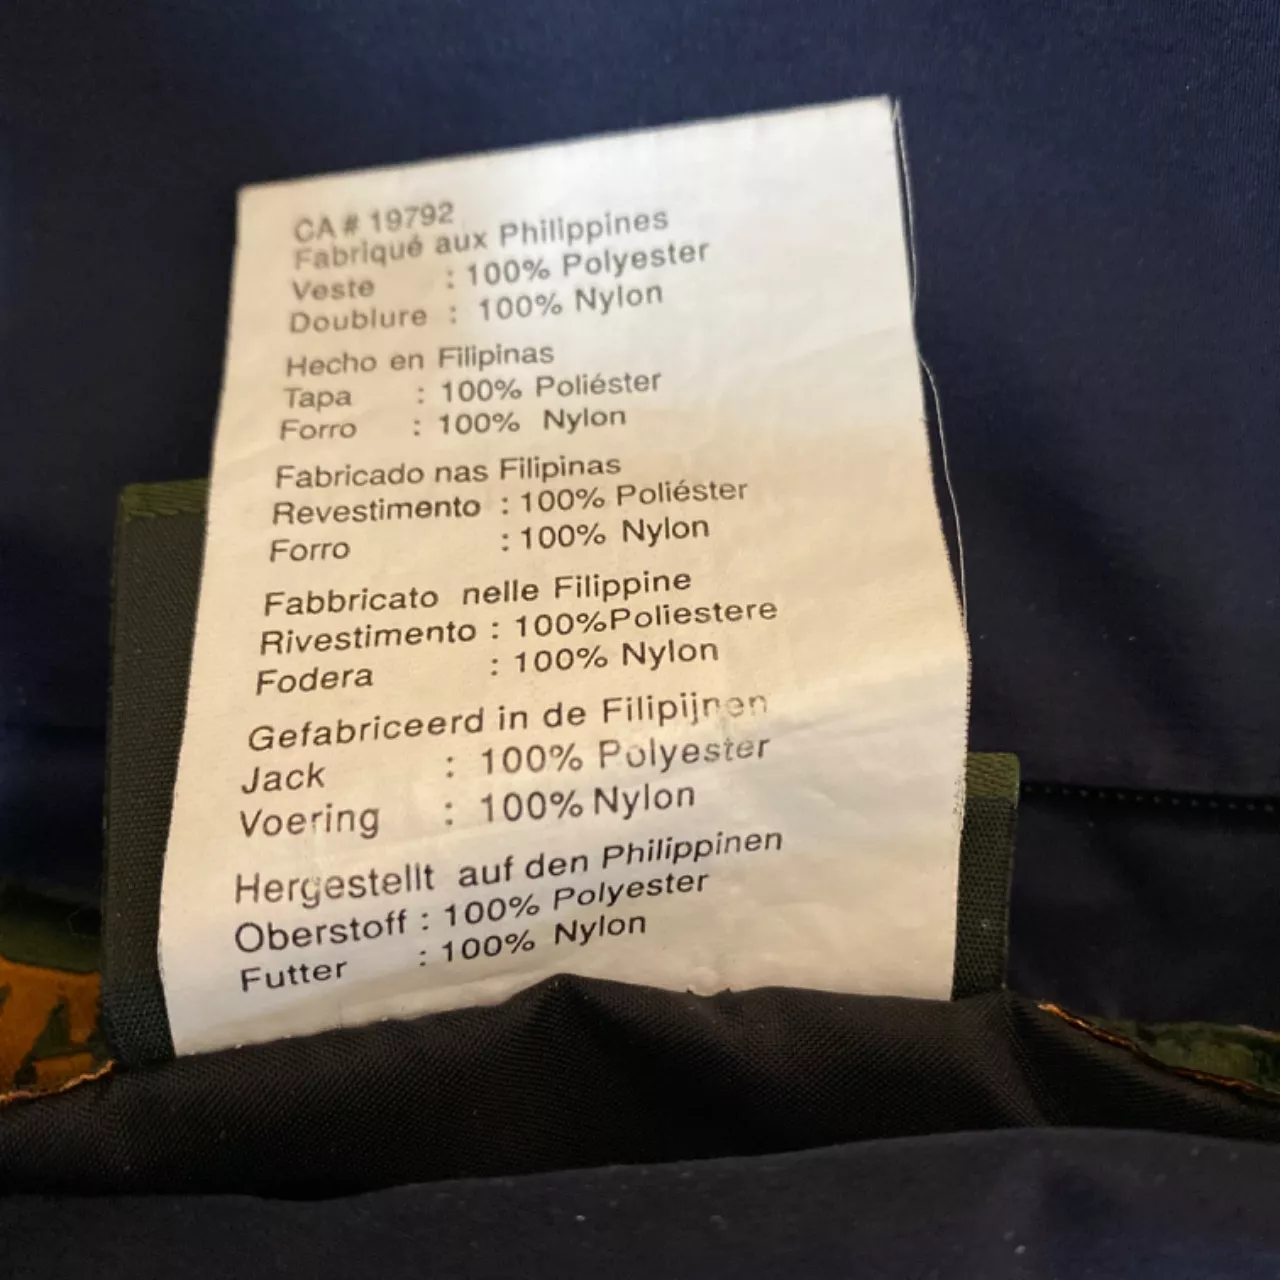 CA # 19792
Fabriqué aux Philippines
Veste : 100% Polyester
Doublure : 100% Nylon
Hecho en Filipinas
Tapa : 100% Poliéster
Forro : 100% Nylon
Fabricado nas Filipinas
Revestimento : 100% Poliéster
Forro : 100% Nylon
Fabbricato nelle Filippine
Rivestimento : 100%Poliestere
Fodera : 100% Nylon
Gefabriceerd in de Filipijnen
Jack : 100% Polyester
Voering : 100% Nylon
Hergestellt auf den Philippinen
Oberstoff : 100% Polyester
Futter : 100% Nylon